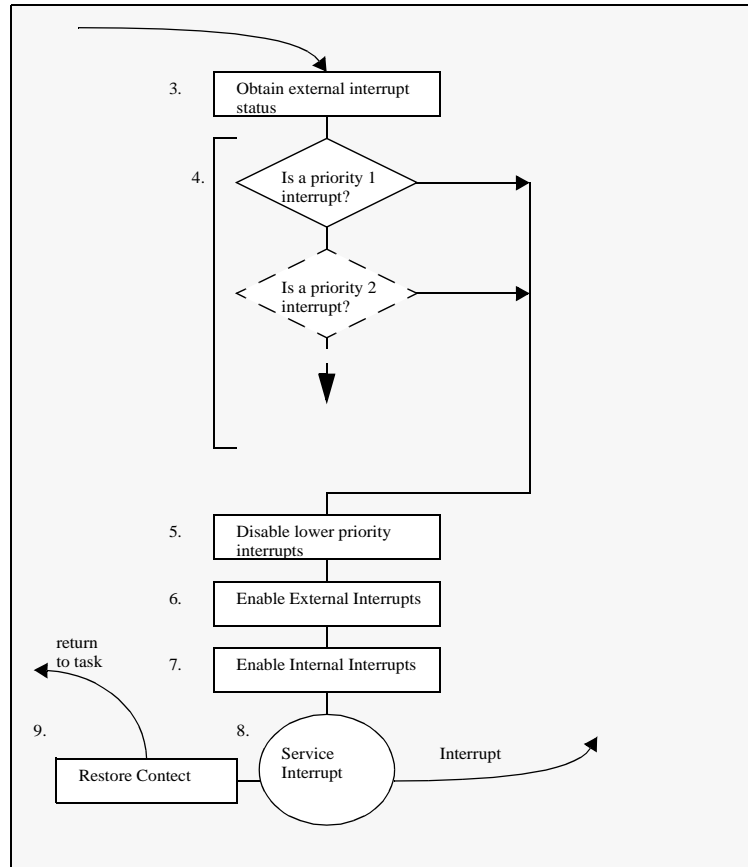 3.
Obtain external interrupt
status
4.
Is a priority 1
interrupt?
Is a priority 2
interrupt?
5.
Disable lower priority
interrupts
6.
Enable External Interrupts
7.
Enable Internal Interrupts
return
to task
9.
8.
Service
Interrupt
Interrupt
Restore Contect